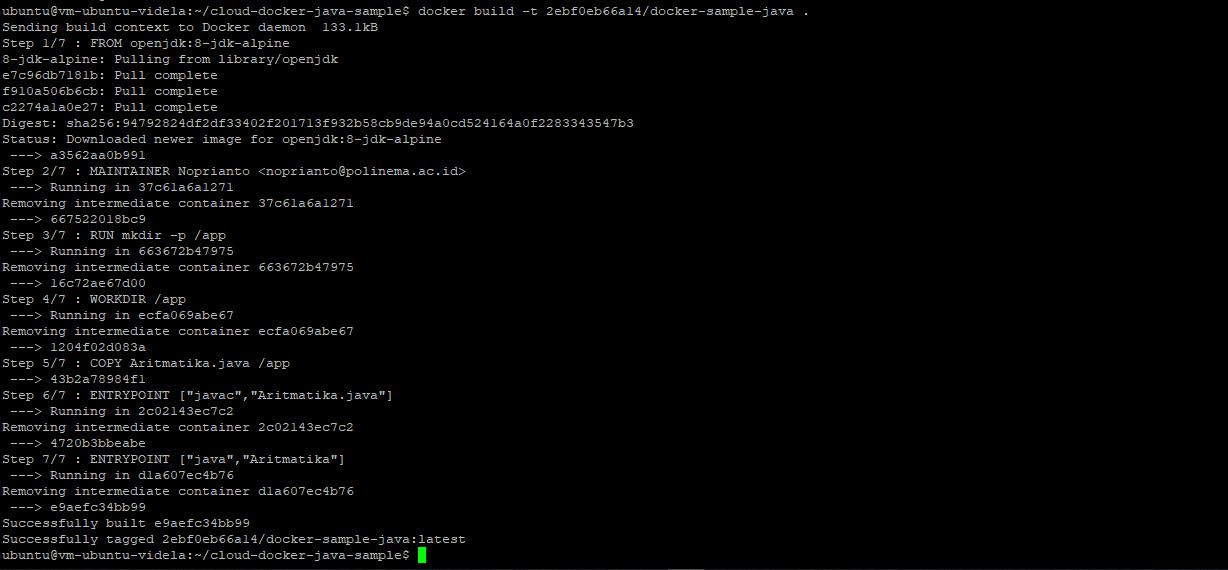 ubuntu@vm-ubuntu-videla:~/cloud-docker-java-sample$ docker build -t 2ebf0eb66a14/docker-sample-java .
Sending build context to Docker daemon  133.1kB
Step 1/7 : FROM openjdk:8-jdk-alpine
8-jdk-alpine: Pulling from library/openjdk
e7c96db7181b: Pull complete
f910a506b6cb: Pull complete
c2274a1a0e27: Pull complete
Digest: sha256:94792824df2df33402f201713f932b58cb9de94a0cd524164a0f2283343547b3
Status: Downloaded newer image for openjdk:8-jdk-alpine
 ---> a3562aa0b991
Step 2/7 : MAINTAINER Noprianto <noprianto@polinema.ac.id>
 ---> Running in 37c61a6a1271
Removing intermediate container 37c61a6a1271
 ---> 667522018bc9
Step 3/7 : RUN mkdir -p /app
 ---> Running in 663672b47975
Removing intermediate container 663672b47975
 ---> 16c72ae67d00
Step 4/7 : WORKDIR /app
 ---> Running in ecfa069abe67
Removing intermediate container ecfa069abe67
 ---> 1204f02d083a
Step 5/7 : COPY Aritmatika.java /app
 ---> 43b2a78984f1
Step 6/7 : ENTRYPOINT ["javac","Aritmatika.java"]
 ---> Running in 2c02143ec7c2
Removing intermediate container 2c02143ec7c2
 ---> 4720b3bbeabe
Step 7/7 : ENTRYPOINT ["java","Aritmatika"]
 ---> Running in d1a607ec4b76
Removing intermediate container d1a607ec4b76
 ---> e9aefc34bb99
Successfully built e9aefc34bb99
Successfully tagged 2ebf0eb66a14/docker-sample-java:latest
ubuntu@vm-ubuntu-videla:~/cloud-docker-java-sample$